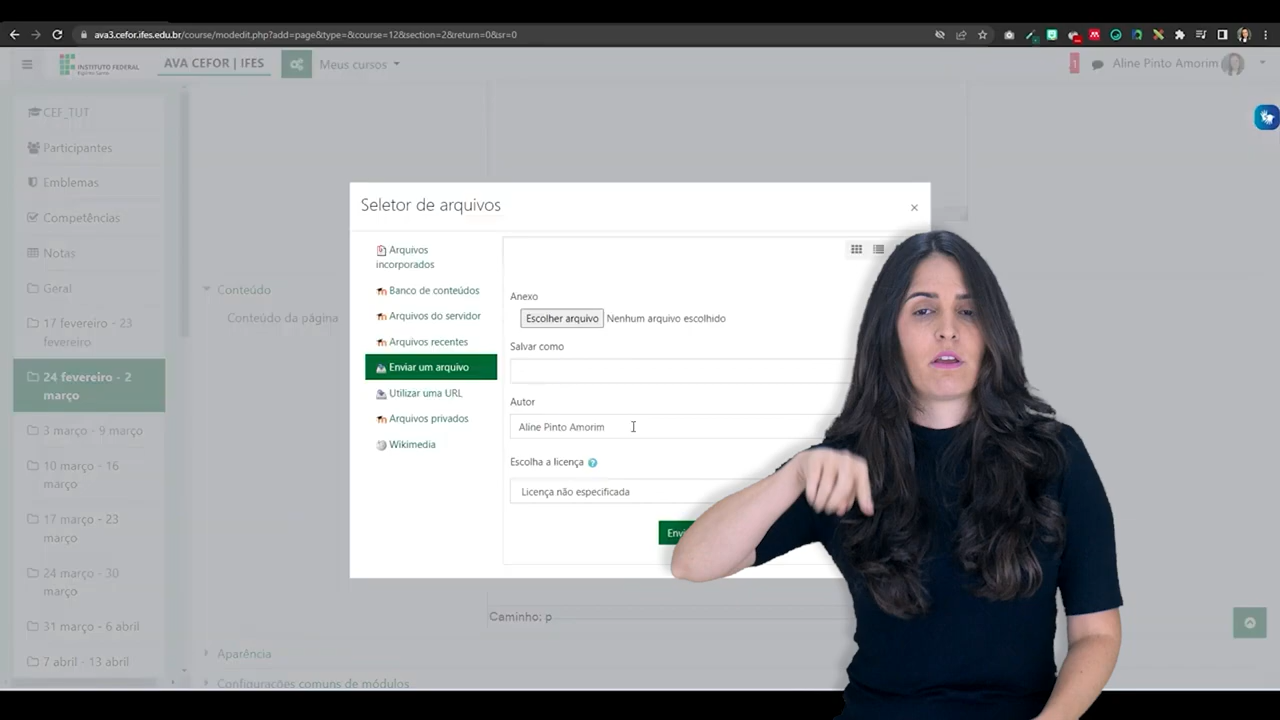 ava3.cefor.ifes.edu.br/course/modedit.php?add=page&type=&course=12&section=2&return=0&sr=0
INSTITUTO FEDERAL
AVA CEFOR | IFES
Meus cursos
1
Aline Pinto Amorim
CEF_TUT
Participantes
Emblemas
Competências
Notas
Geral
17 fevereiro - 23
fevereiro
24 fevereiro - 2
março
3 março - 9 março
10 março - 16
março
17 março - 23
março
24 março - 30
março
31 março - 6 abril
7 abril - 13 abril
Conteúdo
Conteúdo da página
Seletor de arquivos
×
Arquivos
incorporados
Banco de conteúdos
Arquivos do servidor
Arquivos recentes
Enviar um arquivo
Utilizar uma URL
Arquivos privados
Wikimedia
Anexo
Escolher arquivo Nenhum arquivo escolhido
Salvar como
Autor
Aline Pinto Amorim
Escolha a licença
Licença não especificada
Caminho: p
Aparência
Configurações comuns de módulos